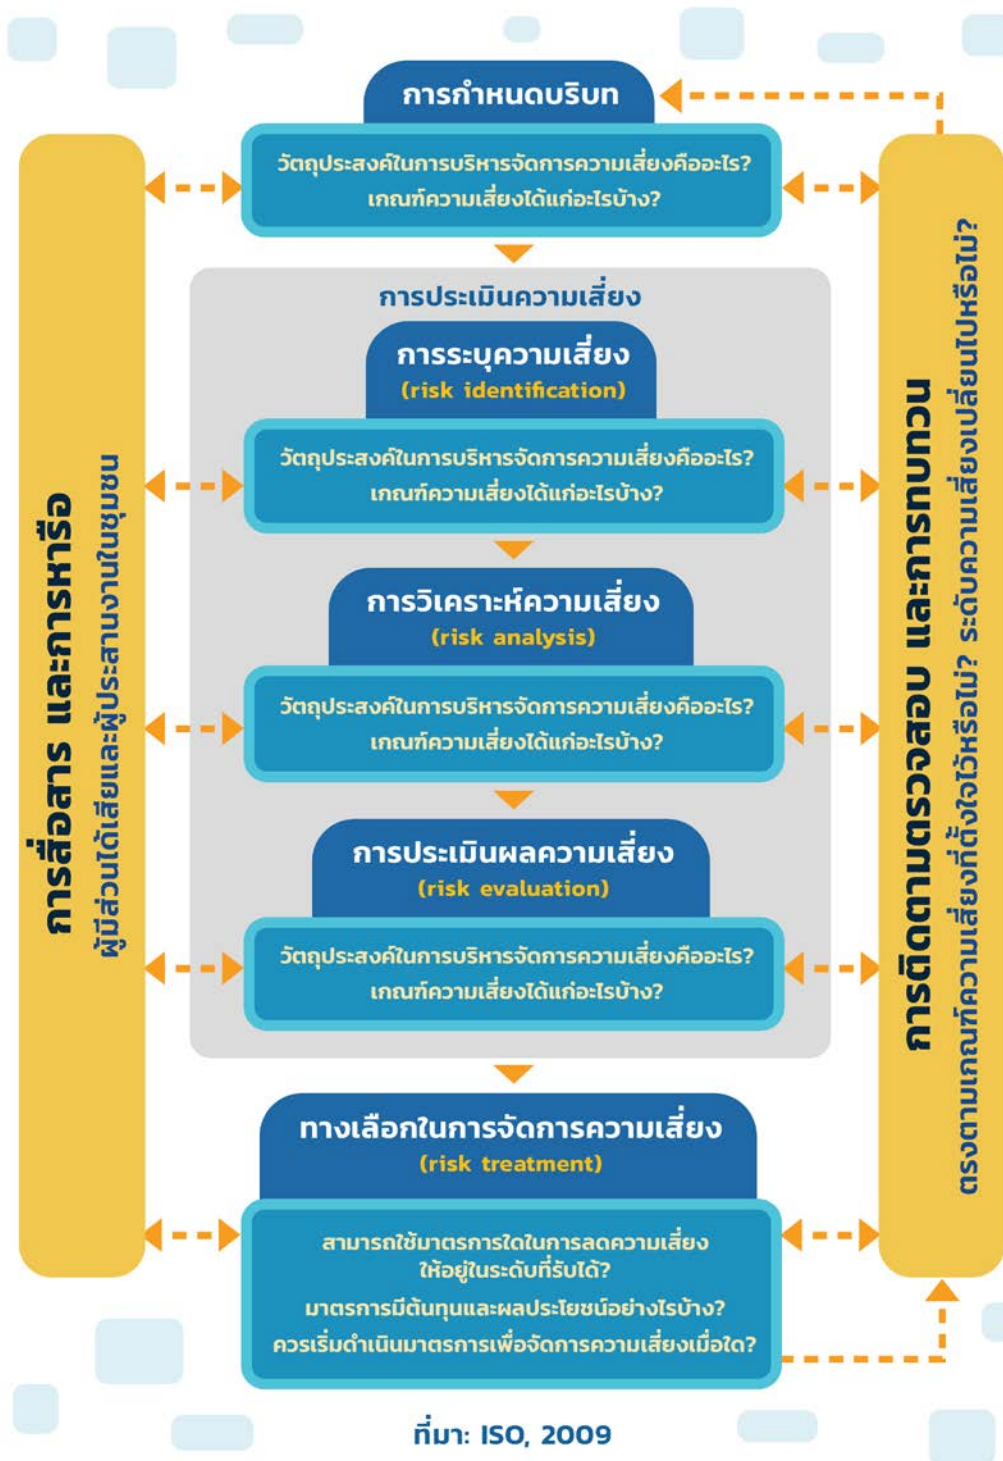 การกำหนดบริบท
วัตถุประสงค์ในการบริหารจัดการความเสี่ยงคืออะไร?
เกณฑ์ความเสี่ยงได้แก่อะไรบ้าง?
การสื่อสาร และการหารือ
ผู้มีส่วนได้เสียและผู้ประสานงานในชุมชน
การประเมินความเสี่ยง
การระบุความเสี่ยง
(risk identification)
วัตถุประสงค์ในการบริหารจัดการความเสี่ยงคืออะไร?
เกณฑ์ความเสี่ยงได้แก่อะไรบ้าง?
การวิเคราะห์ความเสี่ยง
(risk analysis)
วัตถุประสงค์ในการบริหารจัดการความเสี่ยงคืออะไร?
เกณฑ์ความเสี่ยงได้แก่อะไรบ้าง?
การประเมินผลความเสี่ยง
(risk evaluation)
วัตถุประสงค์ในการบริหารจัดการความเสี่ยงคืออะไร?
เกณฑ์ความเสี่ยงได้แก่อะไรบ้าง?
ทางเลือกในการจัดการความเสี่ยง
(risk treatment)
สามารถใช้มาตรการใดในการลดความเสี่ยง
ให้อยู่ในระดับที่รับได้?
มาตรการมีต้นทุนและผลประโยชน์อย่างไรบ้าง?
ควรเริ่มดำเนินมาตรการเพื่อจัดการความเสี่ยงเมื่อใด?
การติดตามตรวจสอบ และการทบทวน
ตรงตามเกณฑ์ความเสี่ยงที่ตั้งใจไว้หรือไม่? ระดับความเสี่ยงเปลี่ยนไปหรือไม่?
ที่มา: ISO, 2009